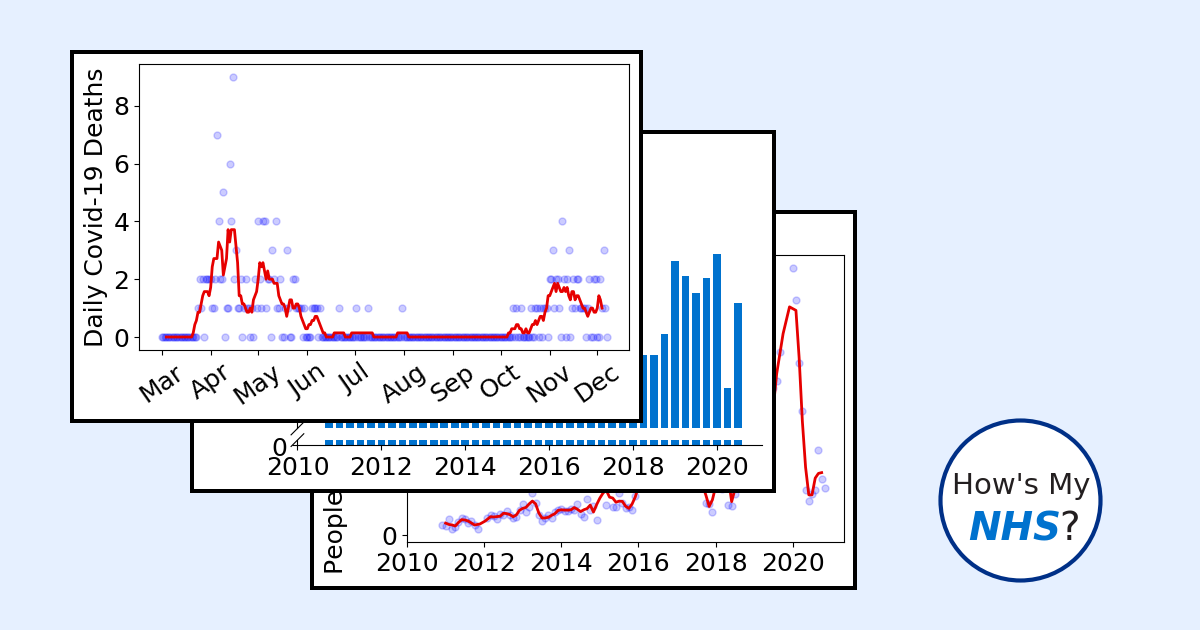 Daily Covid-19 Deaths
8
6
4
2
0
Mar Apr May Jun Jul Aug Sep Oct Nov Dec
0
2010 2012 2014 2016 2018 2020
People
0
2010 2012 2014 2016 2018 2020
How's My
NHS?